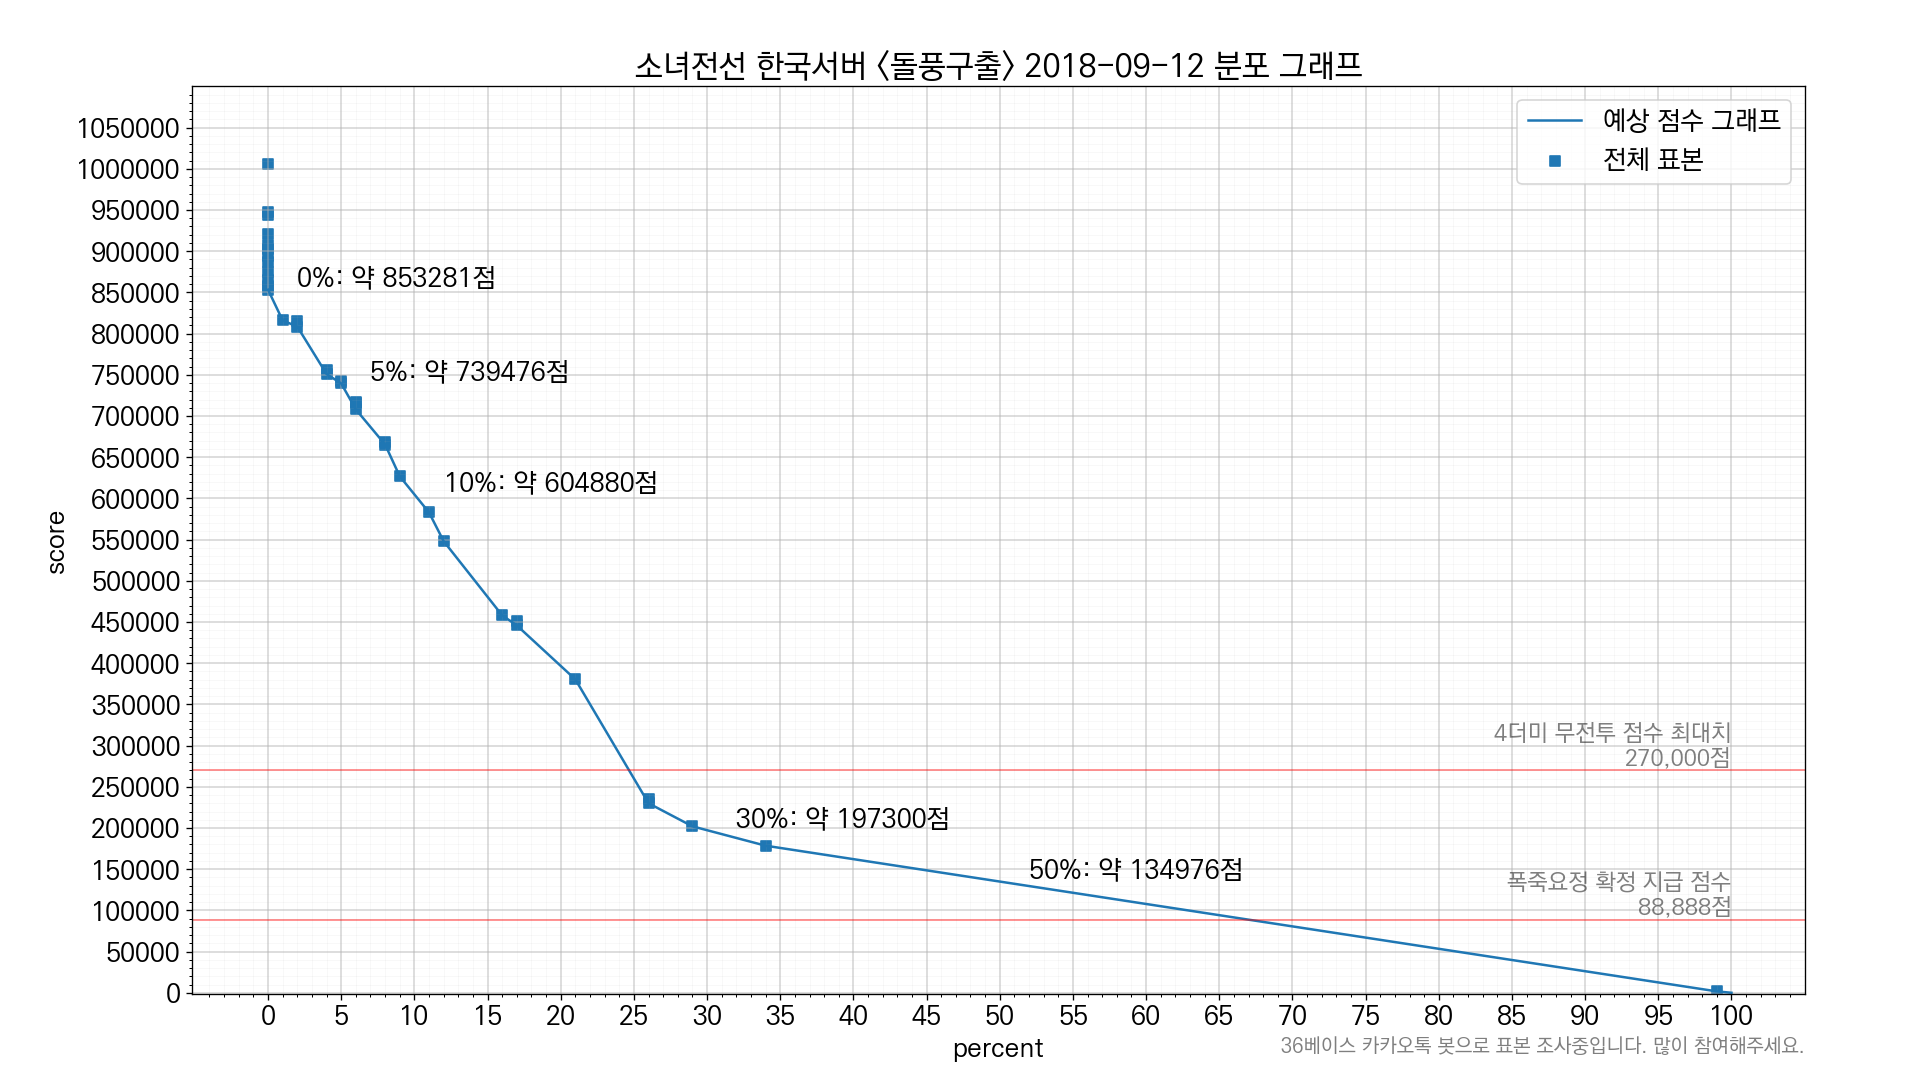 소녀전선 한국서버 〈돌풍구출〉 2018-09-12 분포 그래프
예상 점수 그래프
전체 표본
1050000
1000000
950000
900000
850000
800000
750000
700000
650000
600000
550000
500000
450000
400000
350000
300000
250000
200000
150000
100000
50000
0
score
0%: 약 853281점
5%: 약 739476점
10%: 약 604880점
30%: 약 197300점
50%: 약 134976점
4더미 무전투 점수 최대치
270,000점
폭죽요정 확정 지급 점수
88,888점
0 5 10 15 20 25 30 35 40 45 50 55 60 65 70 75 80 85 90 95 100
percent
36베이스 카카오톡 봇으로 표본 조사중입니다. 많이 참여해주세요.